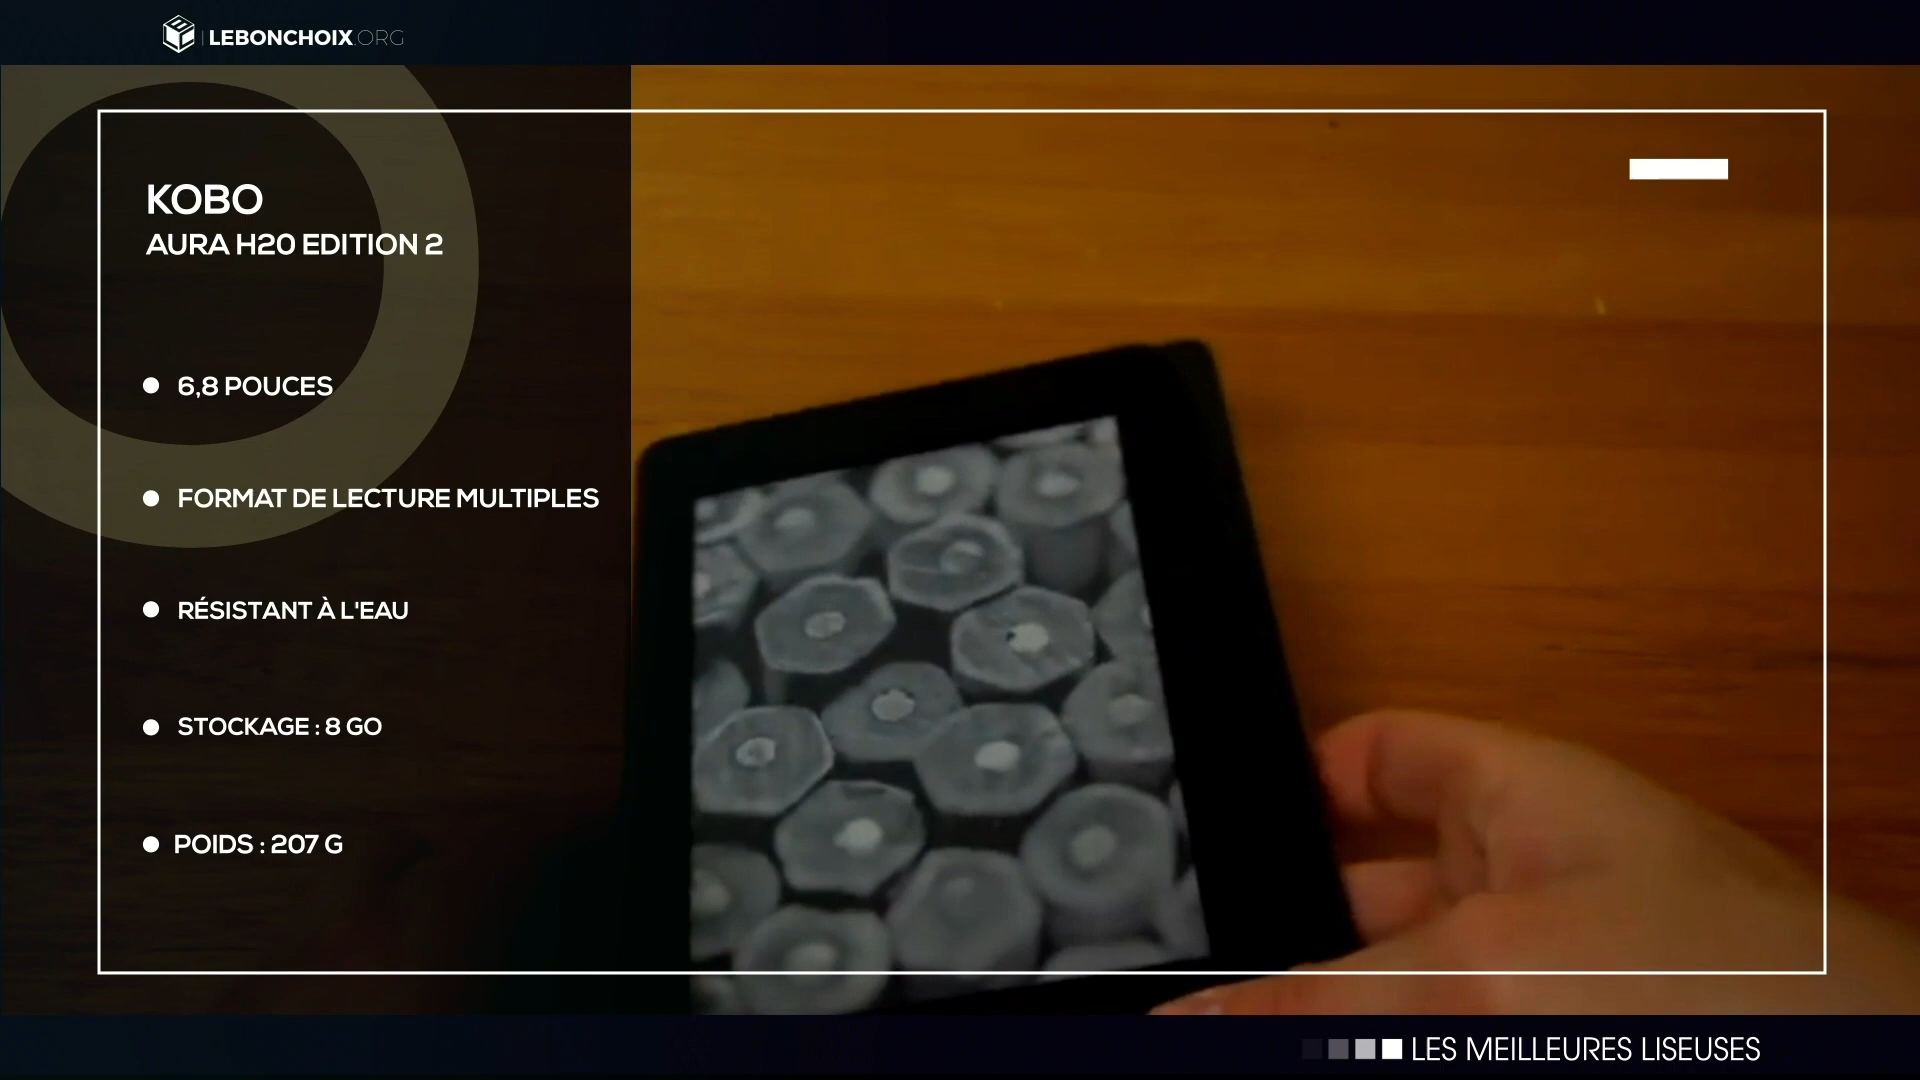 LEBONCHOIX.ORG
KOBO
AURA H20 EDITION 2
6,8 POUCES
FORMAT DE LECTURE MULTIPLES
RÉSISTANT À L'EAU
STOCKAGE : 8 GO
POIDS : 207 G
LES MEILLEURES LISEUSES